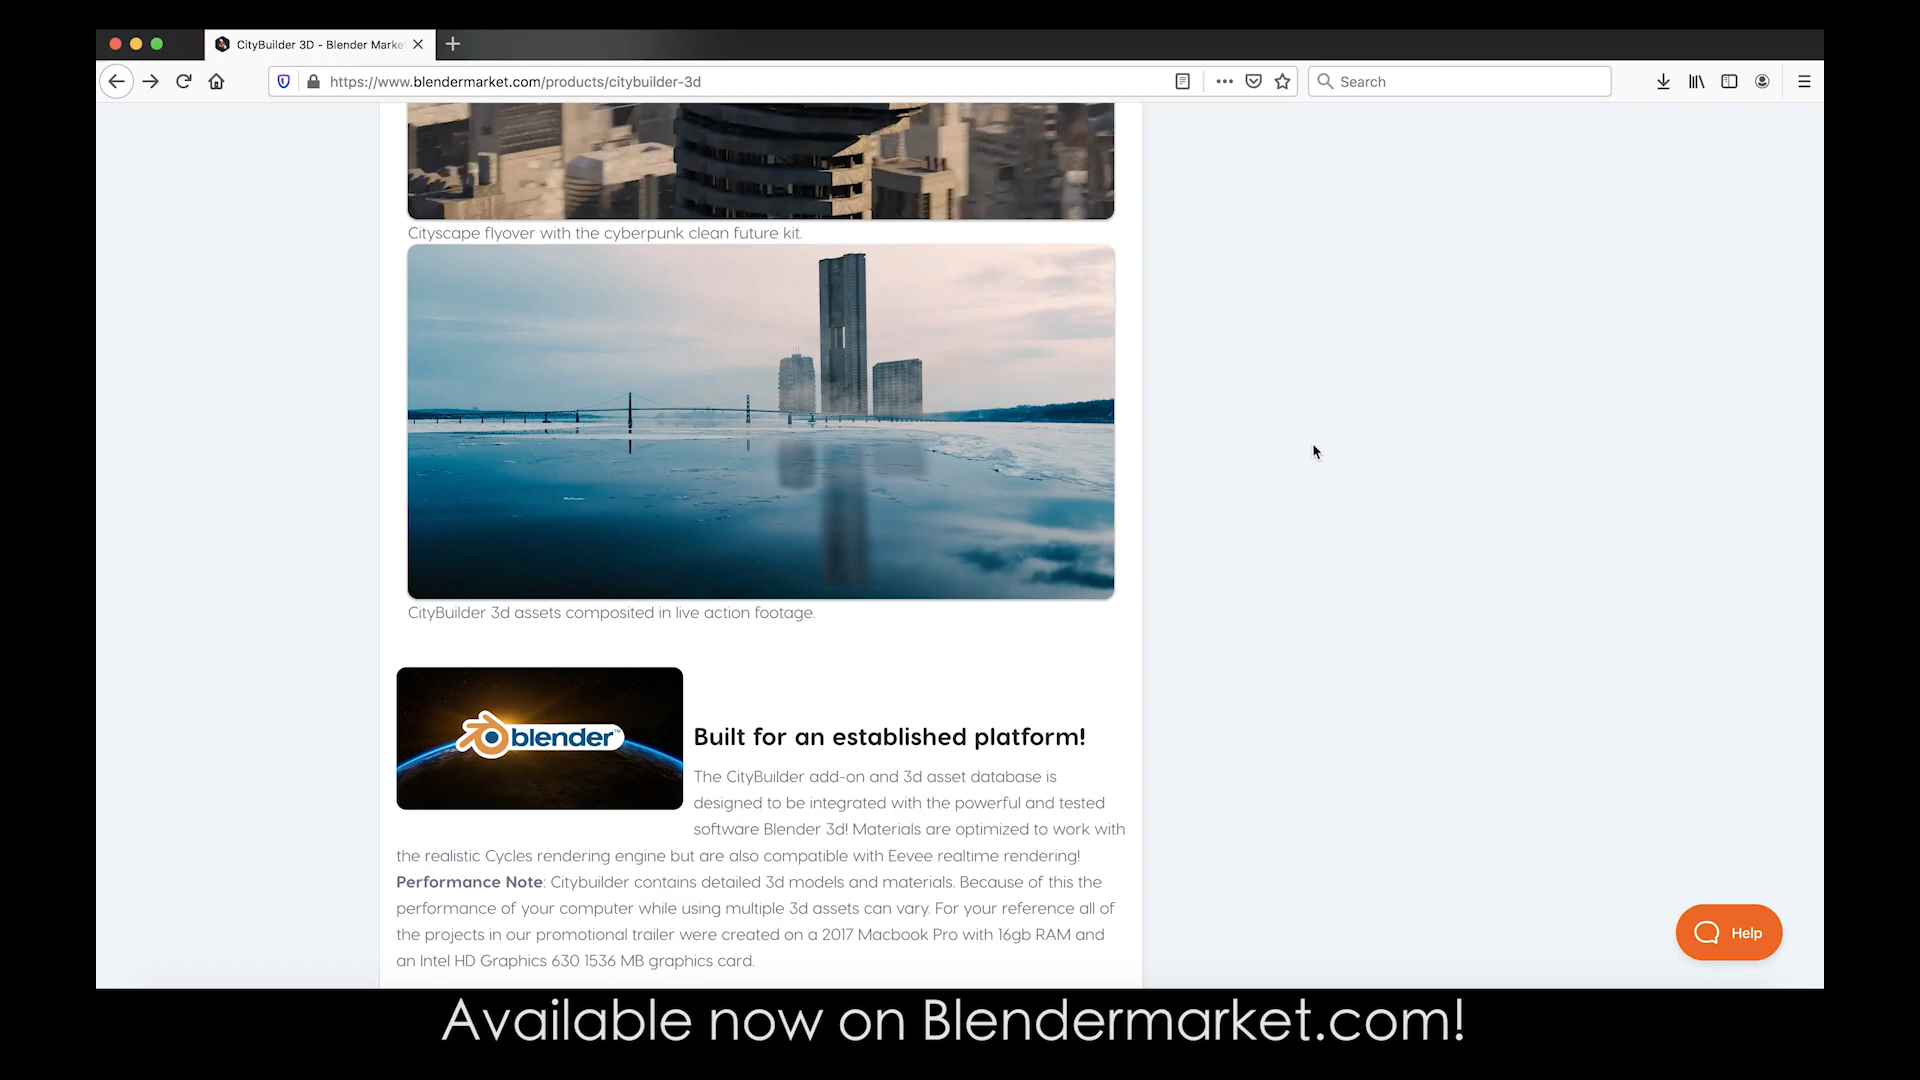 CityBuilder 3D - Blender Marke
https://www.blendermarket.com/products/citybuilder-3d
Search
Cityscape flyover with the cyberpunk clean future kit.
CityBuilder 3d assets composited in live action footage.
blender™
Built for an established platform!
The CityBuilder add-on and 3d asset database is
designed to be integrated with the powerful and tested
software Blender 3d! Materials are optimized to work with
the realistic Cycles rendering engine but are also compatible with Eevee realtime rendering!
Performance Note: Citybuilder contains detailed 3d models and materials. Because of this the
performance of your computer while using multiple 3d assets can vary. For your reference all of
the projects in our promotional trailer were created on a 2017 Macbook Pro with 16gb RAM and
an Intel HD Graphics 630 1536 MB graphics card.
Help
Available now on Blendermarket.com!